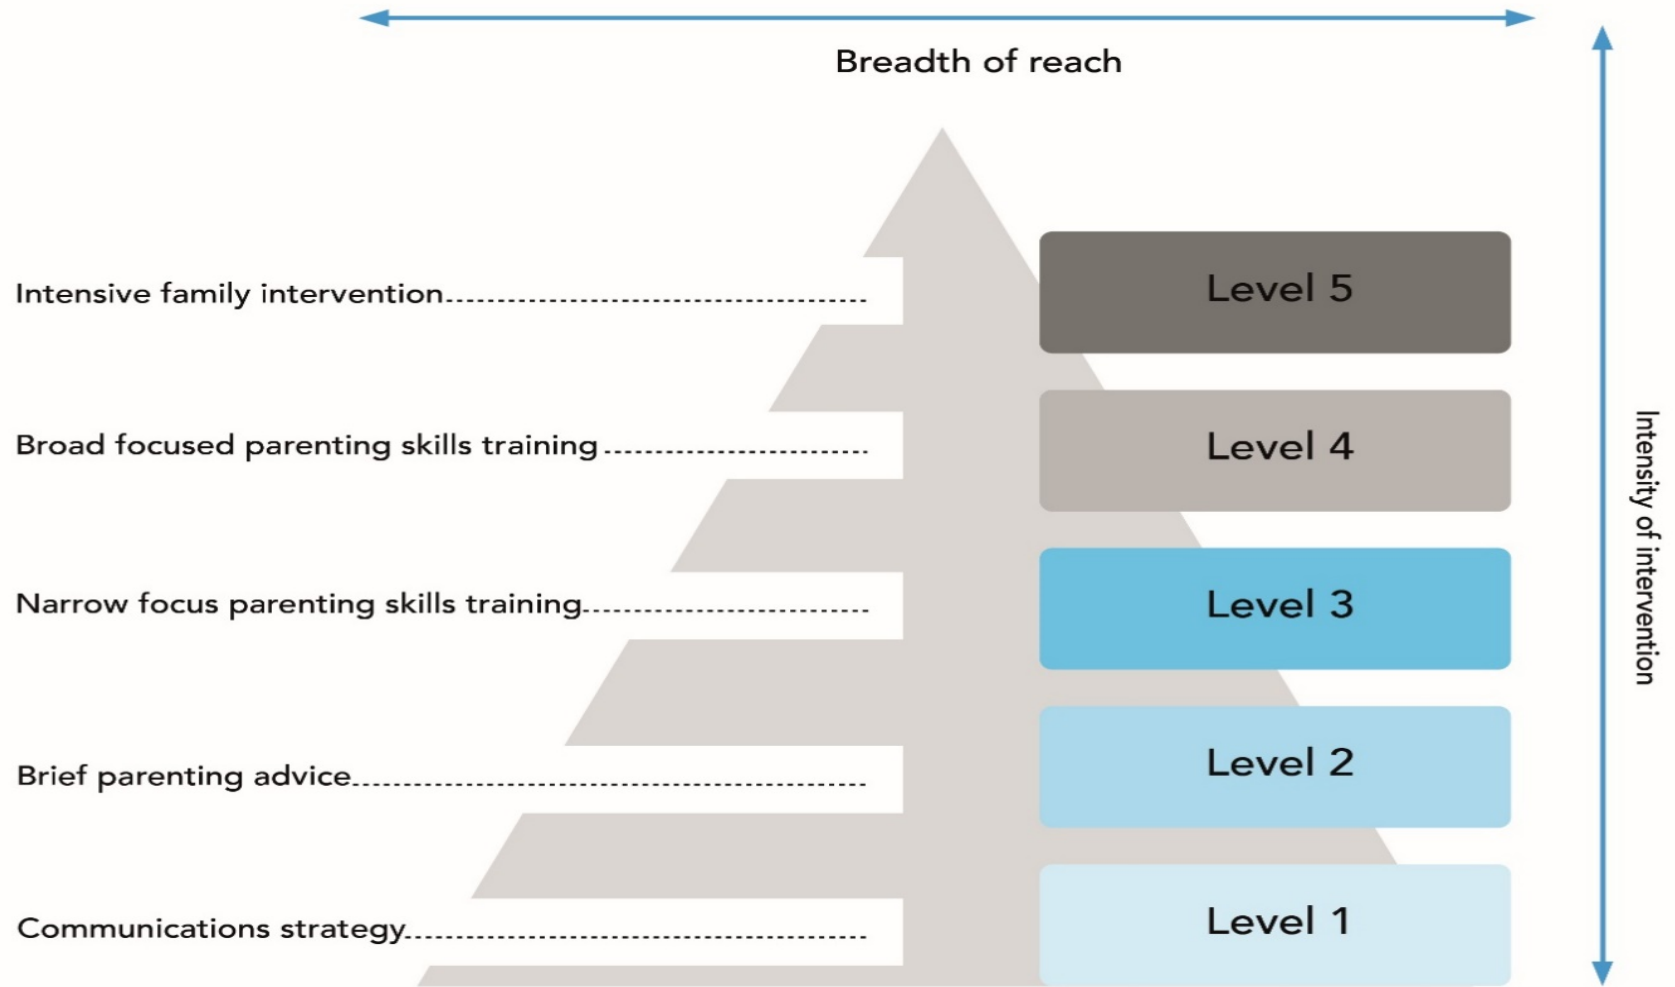 Breadth of reach
Intensive family intervention
Level 5
Broad focused parenting skills training
Level 4
Narrow focus parenting skills training
Level 3
Brief parenting advice
Level 2
Communications strategy
Level 1
Intensity of intervention